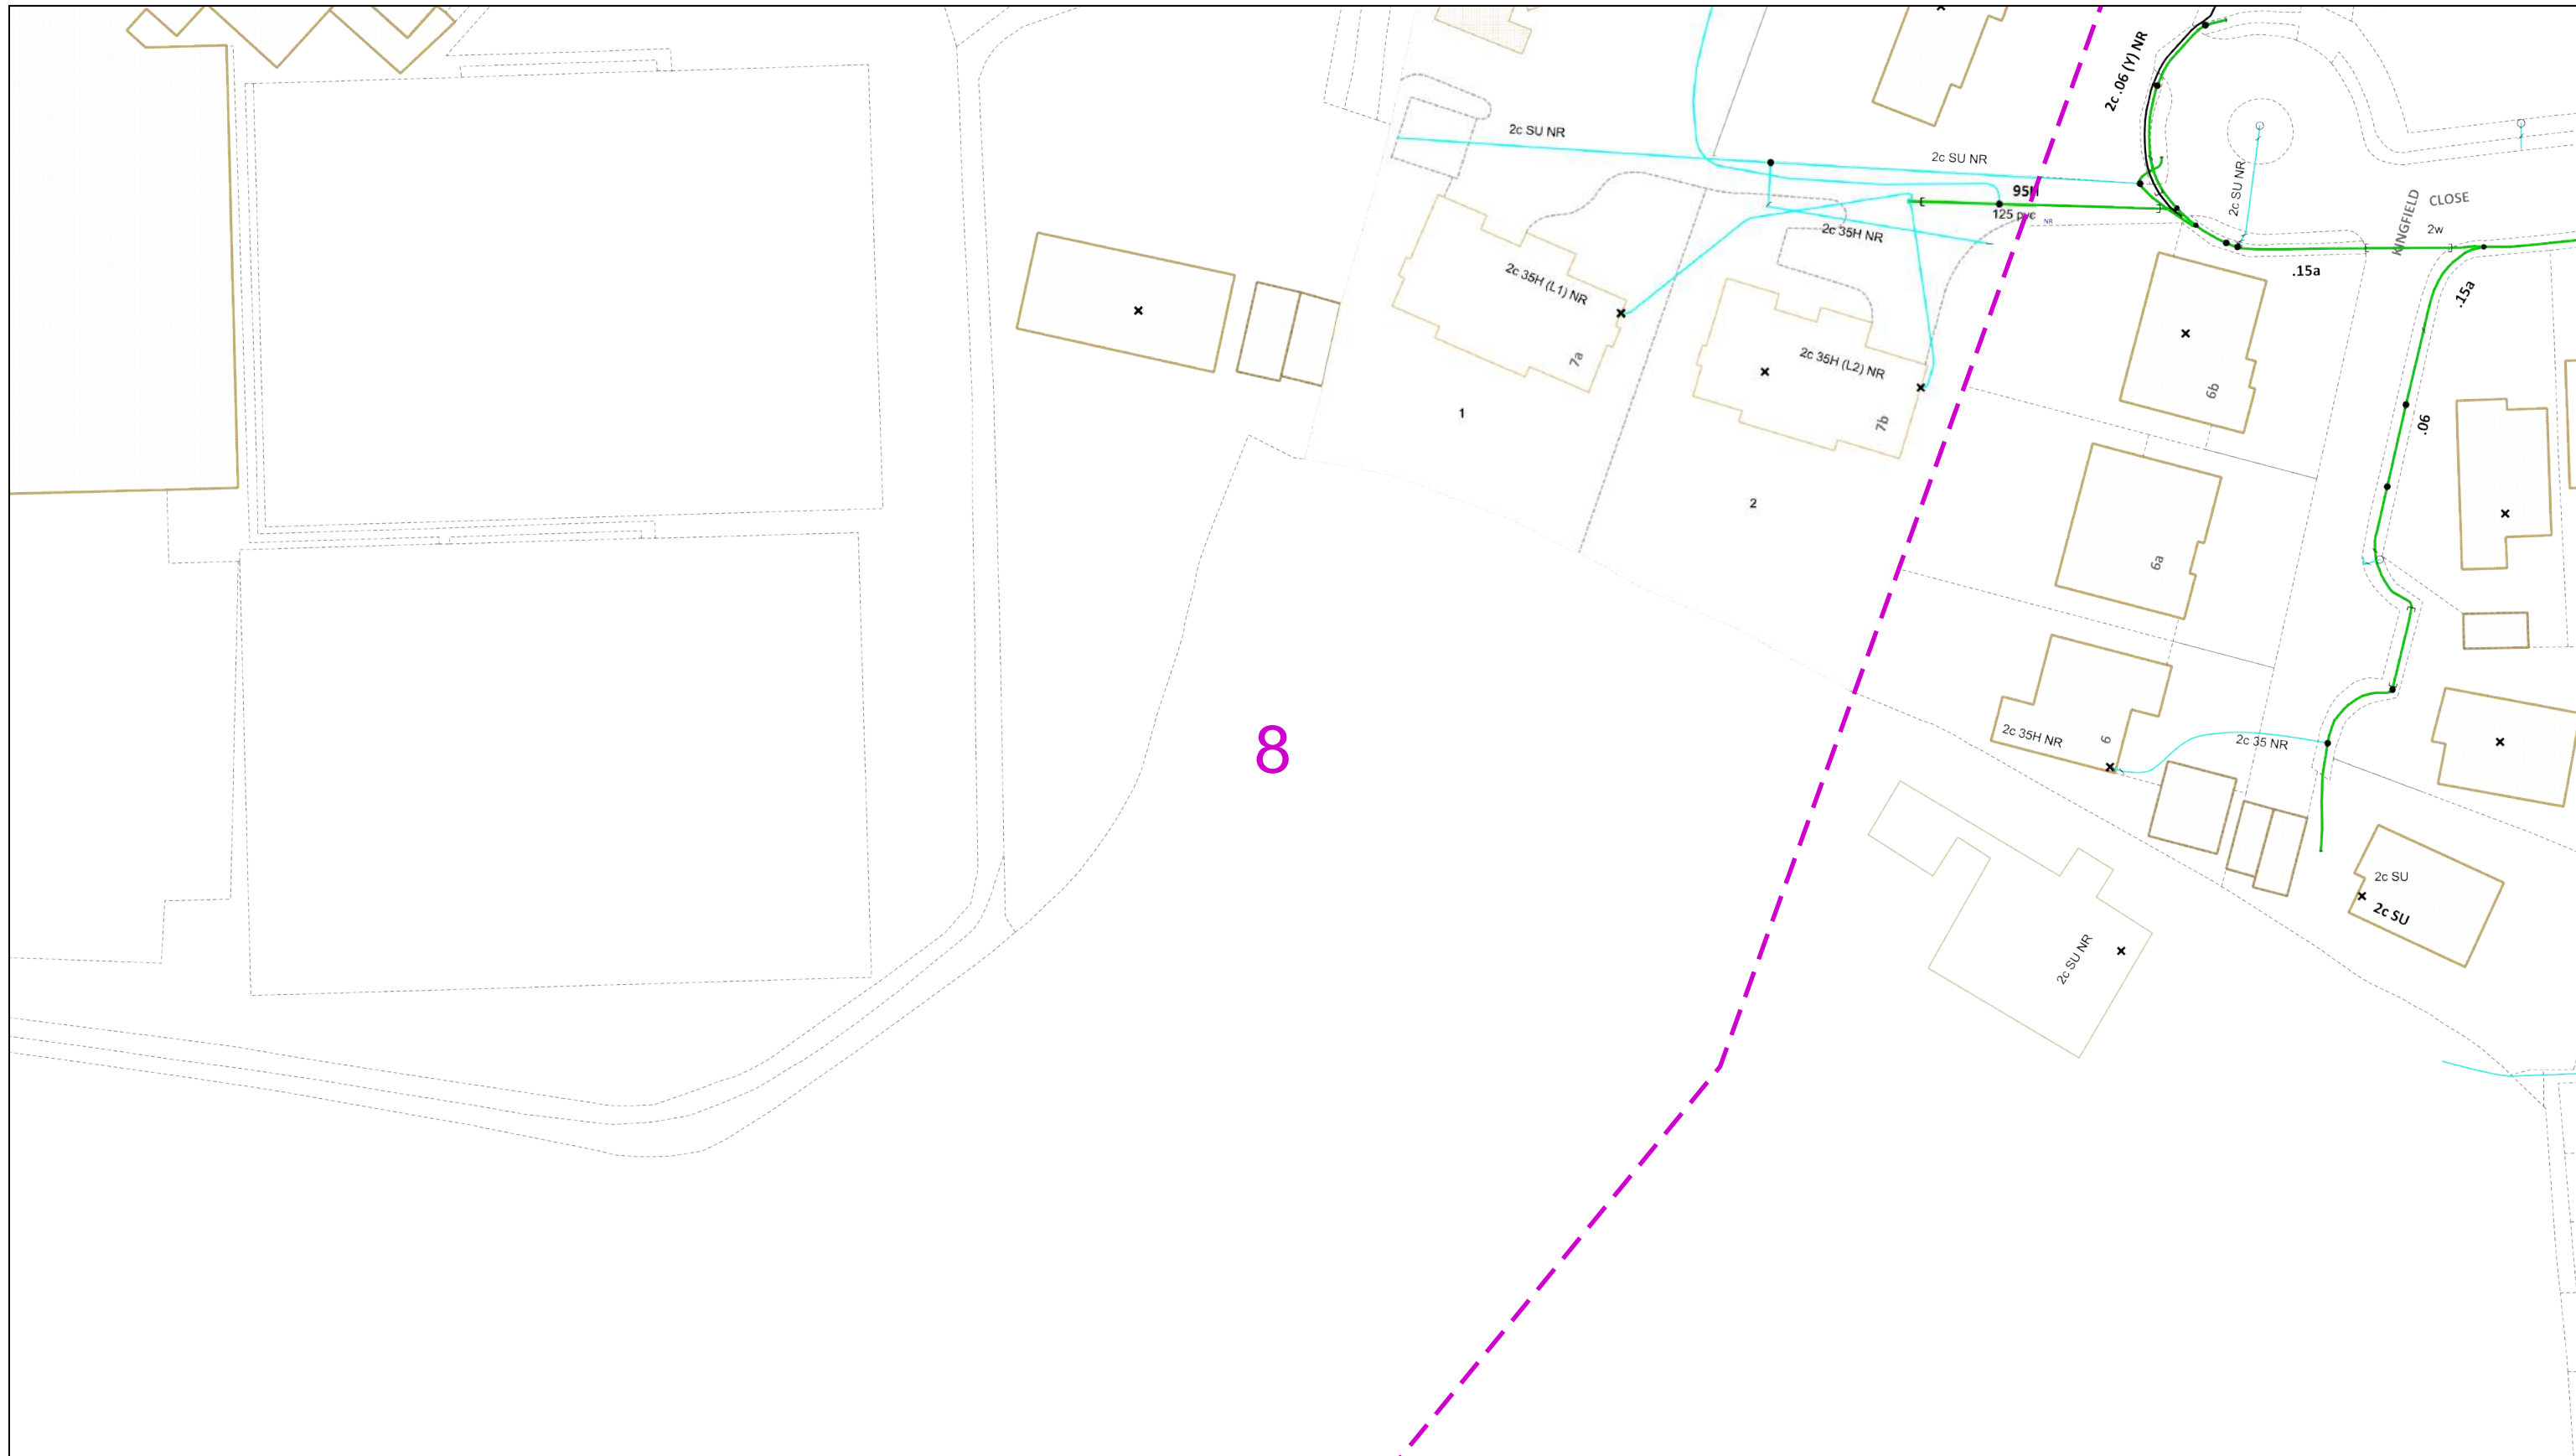 2c .06 (Y) NR
2c SU NR
2c SU NR
2c SU NR
95H
125 pvc
NR
KINGFIELD
CLOSE
2w
2c 35H NR
.15a
.15a
2c 35H (L1) NR
7a
2c 35H (L2) NR
7b
6b
1
2
.06
6a
8
2c 35H NR
6
2c 35 NR
2c SU
2c SU
2c SU NR